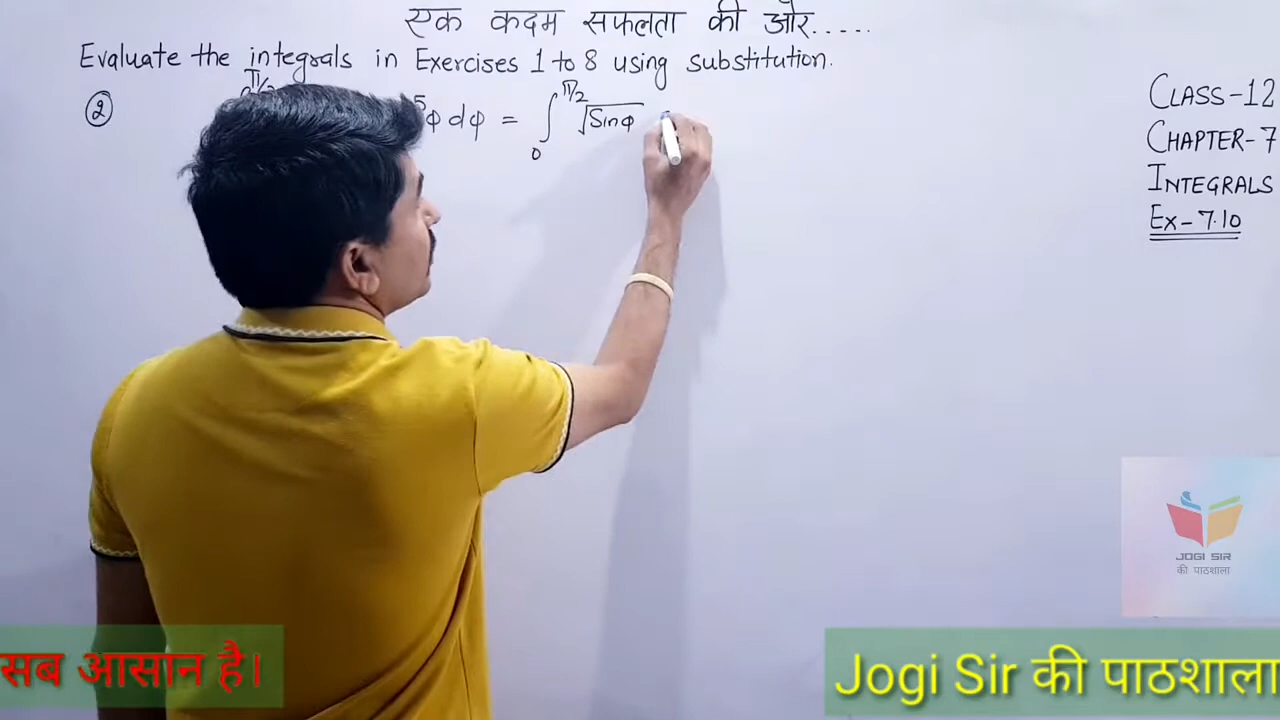 एक कदम सफलता की ओर.....
Evaluate the integrals in Exercises 1 to 8 using substitution.
② ⁵φ dφ = ∫₀^π/2 √Sinφ
CLASS-12
CHAPTER-7
INTEGRALS
Ex-7.10
JOGI SIR
की पाठशाला
सब आसान है।
Jogi Sir की पाठशाला